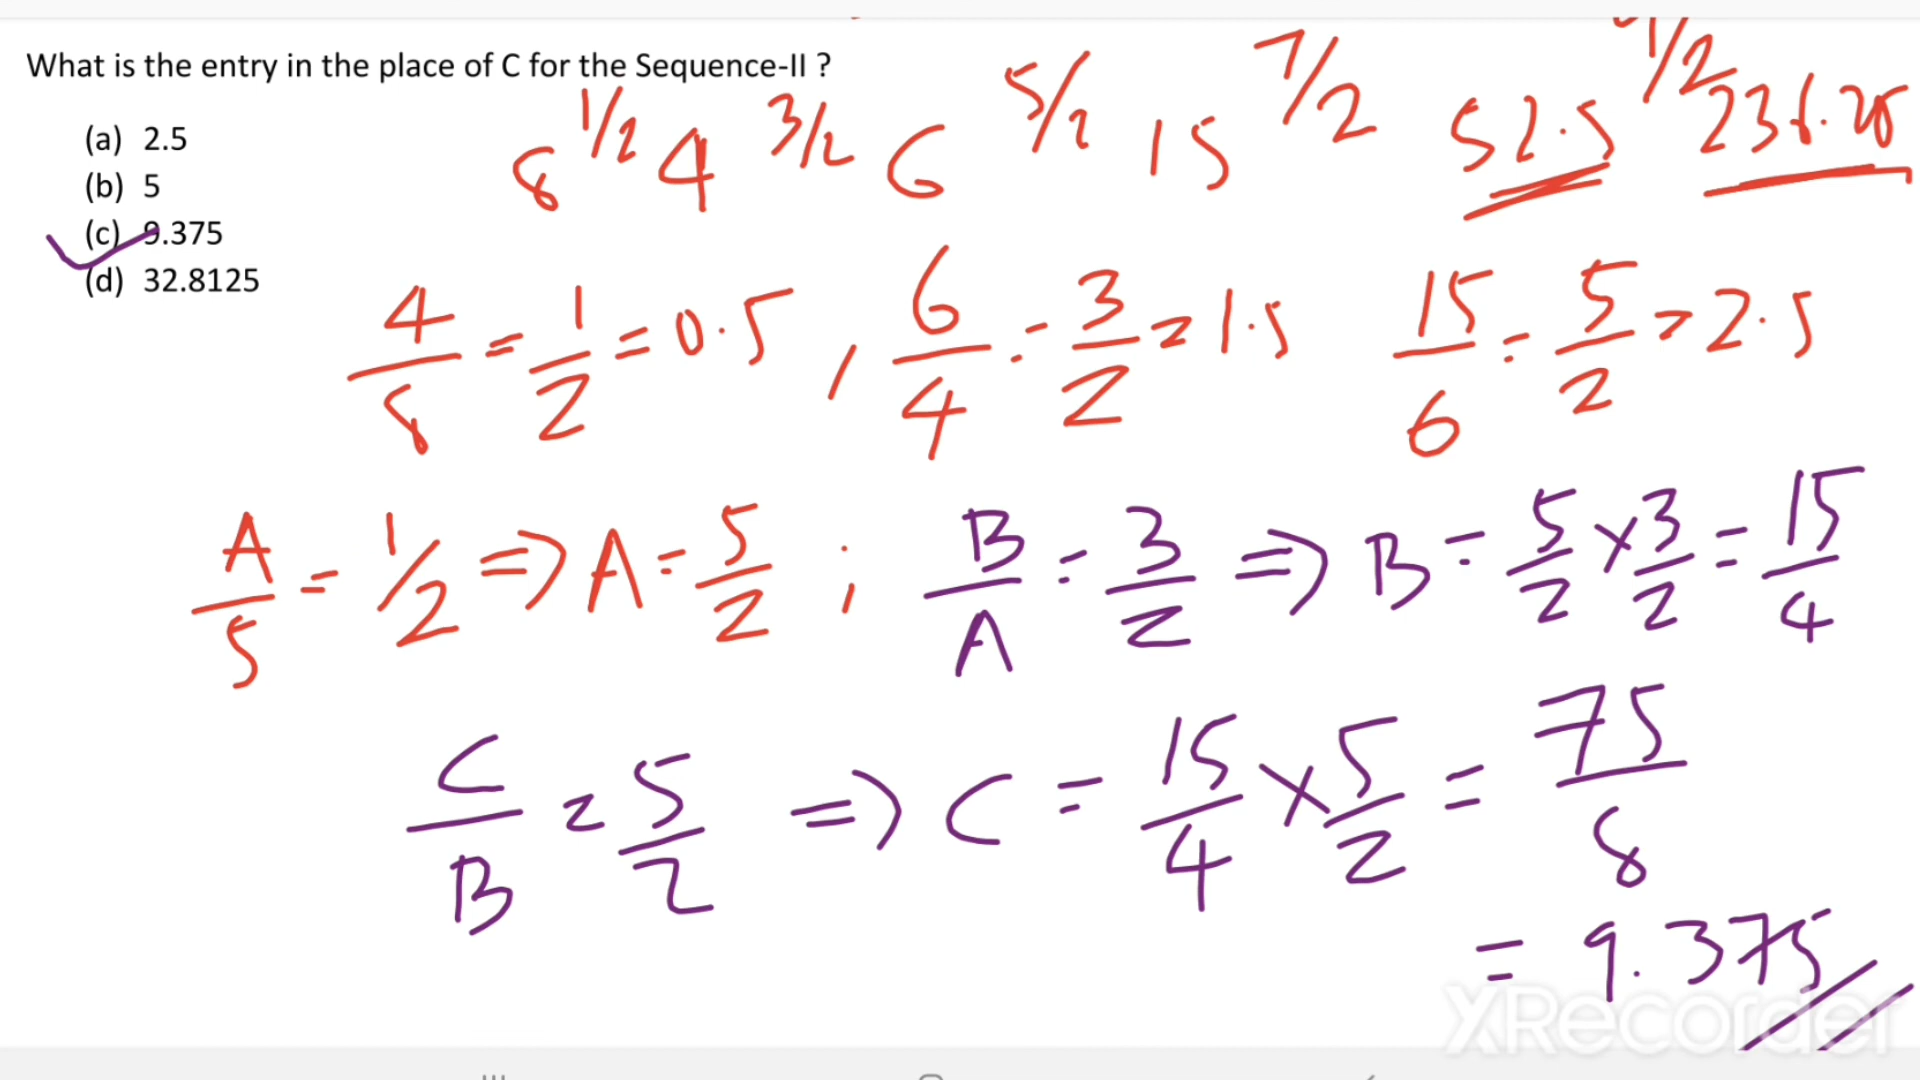 What is the entry in the place of C for the Sequence-II ?
(a) 2.5
(b) 5
(c) 9.375
(d) 32.8125
8 1/2 4 3/2 6 5/2 15 7/2 52.5 9/2 236.25
4/8 = 1/2 = 0.5 , 6/4 = 3/2 = 1.5 15/6 = 5/2 = 2.5
A/5 = 1/2 => A = 5/2 ; B/A = 3/2 => B = 5/2 × 3/2 = 15/4
C/B = 5/2 => C = 15/4 × 5/2 = 75/8
= 9.375
XRecorder